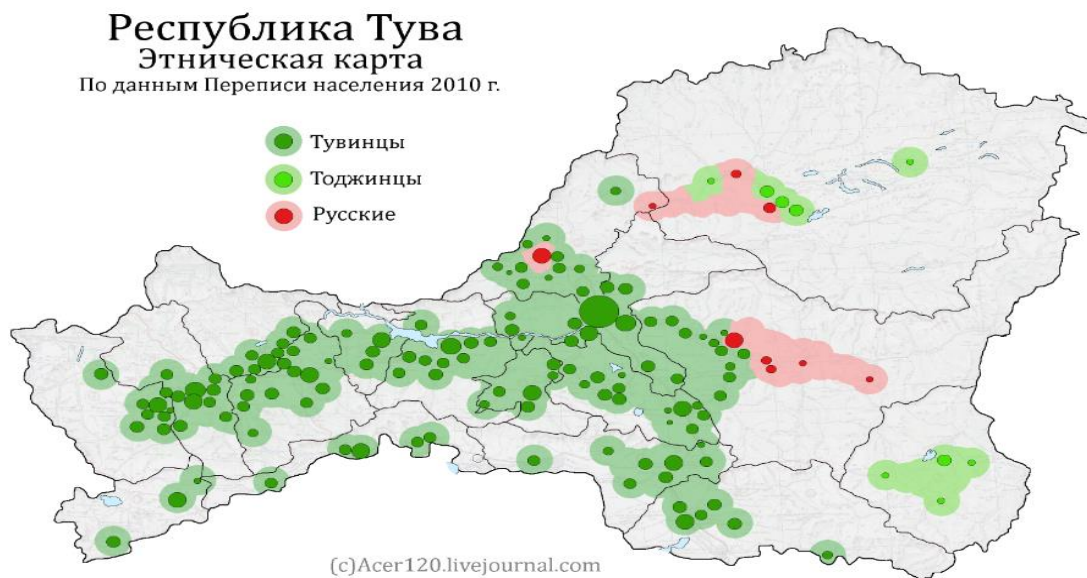 Республика Тува
Этническая карта
По данным Переписи населения 2010 г.
Тувинцы
Тоджинцы
Русские
(c)Acer120.livejournal.com